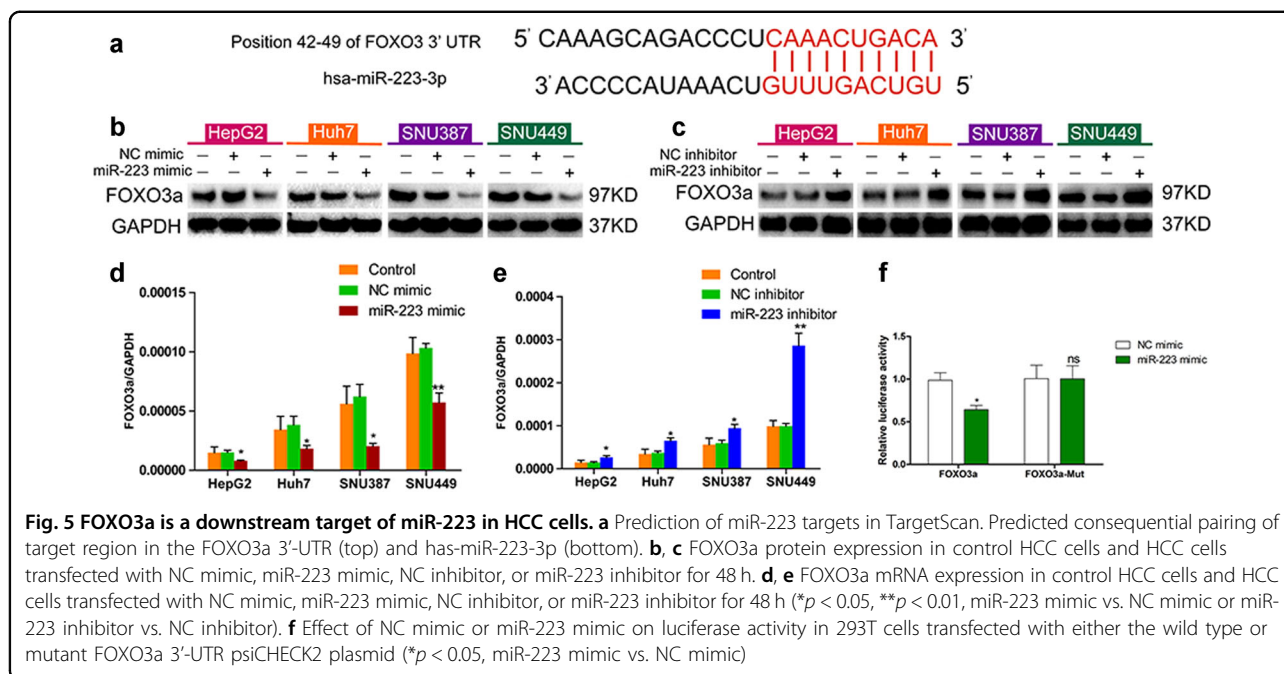 a
Position 42-49 of FOXO3 3' UTR 5' CAAAGCAGACCCUCAAACUGACA 3'
hsa-miR-223-3p 3' ACCCCAUAAACUGUUUGACUGU 5'
b
HepG2 Huh7 SNU387 SNU449
NC mimic — + — — + — — + — — + —
miR-223 mimic — — + — — + — — + — — +
FOXO3a 97KD
GAPDH 37KD
c
HepG2 Huh7 SNU387 SNU449
NC inhibitor — + — — + — — + — — + —
miR-223 inhibitor — — + — — + — — + — — +
FOXO3a 97KD
GAPDH 37KD
d
Control
NC mimic
miR-223 mimic
FOXO3a/GAPDH
0.00015
0.00010
0.00005
0.00000
* * * **
HepG2 Huh7 SNU387 SNU449
e
Control
NC inhibitor
miR-223 inhibitor
FOXO3a/GAPDH
0.0004
0.0003
0.0002
0.0001
0.0000
* * * **
HepG2 Huh7 SNU387 SNU449
f
NC mimic
miR-223 mimic
Relative luciferase activity
1.5
1.0
0.5
0.0
* ns
FOXO3a FOXO3a-Mut
Fig. 5 FOXO3a is a downstream target of miR-223 in HCC cells. a Prediction of miR-223 targets in TargetScan. Predicted consequential pairing of
target region in the FOXO3a 3'-UTR (top) and has-miR-223-3p (bottom). b, c FOXO3a protein expression in control HCC cells and HCC cells
transfected with NC mimic, miR-223 mimic, NC inhibitor, or miR-223 inhibitor for 48 h. d, e FOXO3a mRNA expression in control HCC cells and HCC
cells transfected with NC mimic, miR-223 mimic, NC inhibitor, or miR-223 inhibitor for 48 h (*p < 0.05, **p < 0.01, miR-223 mimic vs. NC mimic or miR-
223 inhibitor vs. NC inhibitor). f Effect of NC mimic or miR-223 mimic on luciferase activity in 293T cells transfected with either the wild type or
mutant FOXO3a 3'-UTR psiCHECK2 plasmid (*p < 0.05, miR-223 mimic vs. NC mimic)